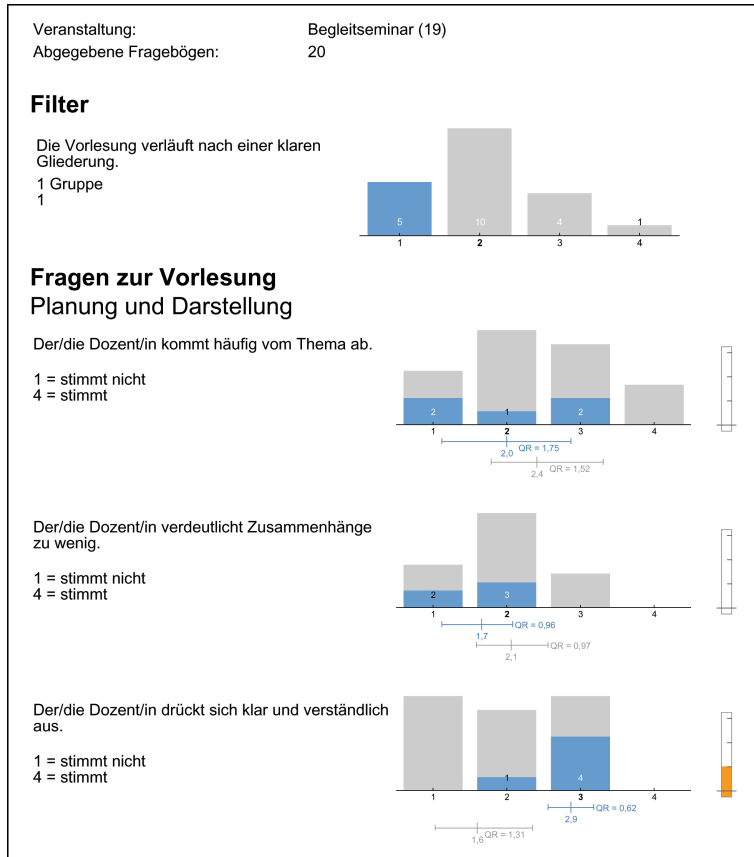 Veranstaltung: Begleitseminar (19)
Abgegebene Fragebögen: 20
Filter
Die Vorlesung verläuft nach einer klaren
Gliederung.
1 Gruppe
1
5 10 4 1
1 2 3 4
Fragen zur Vorlesung
Planung und Darstellung
Der/die Dozent/in kommt häufig vom Thema ab.
1 = stimmt nicht
4 = stimmt
2 1 2
1 2 3 4
2,0 QR = 1,75
2,4 QR = 1,52
Der/die Dozent/in verdeutlicht Zusammenhänge
zu wenig.
1 = stimmt nicht
4 = stimmt
2 3
1 2 3 4
1,7 QR = 0,96
2,1 QR = 0,97
Der/die Dozent/in drückt sich klar und verständlich
aus.
1 = stimmt nicht
4 = stimmt
1 4
1 2 3 4
2,9 QR = 0,62
1,6 QR = 1,31